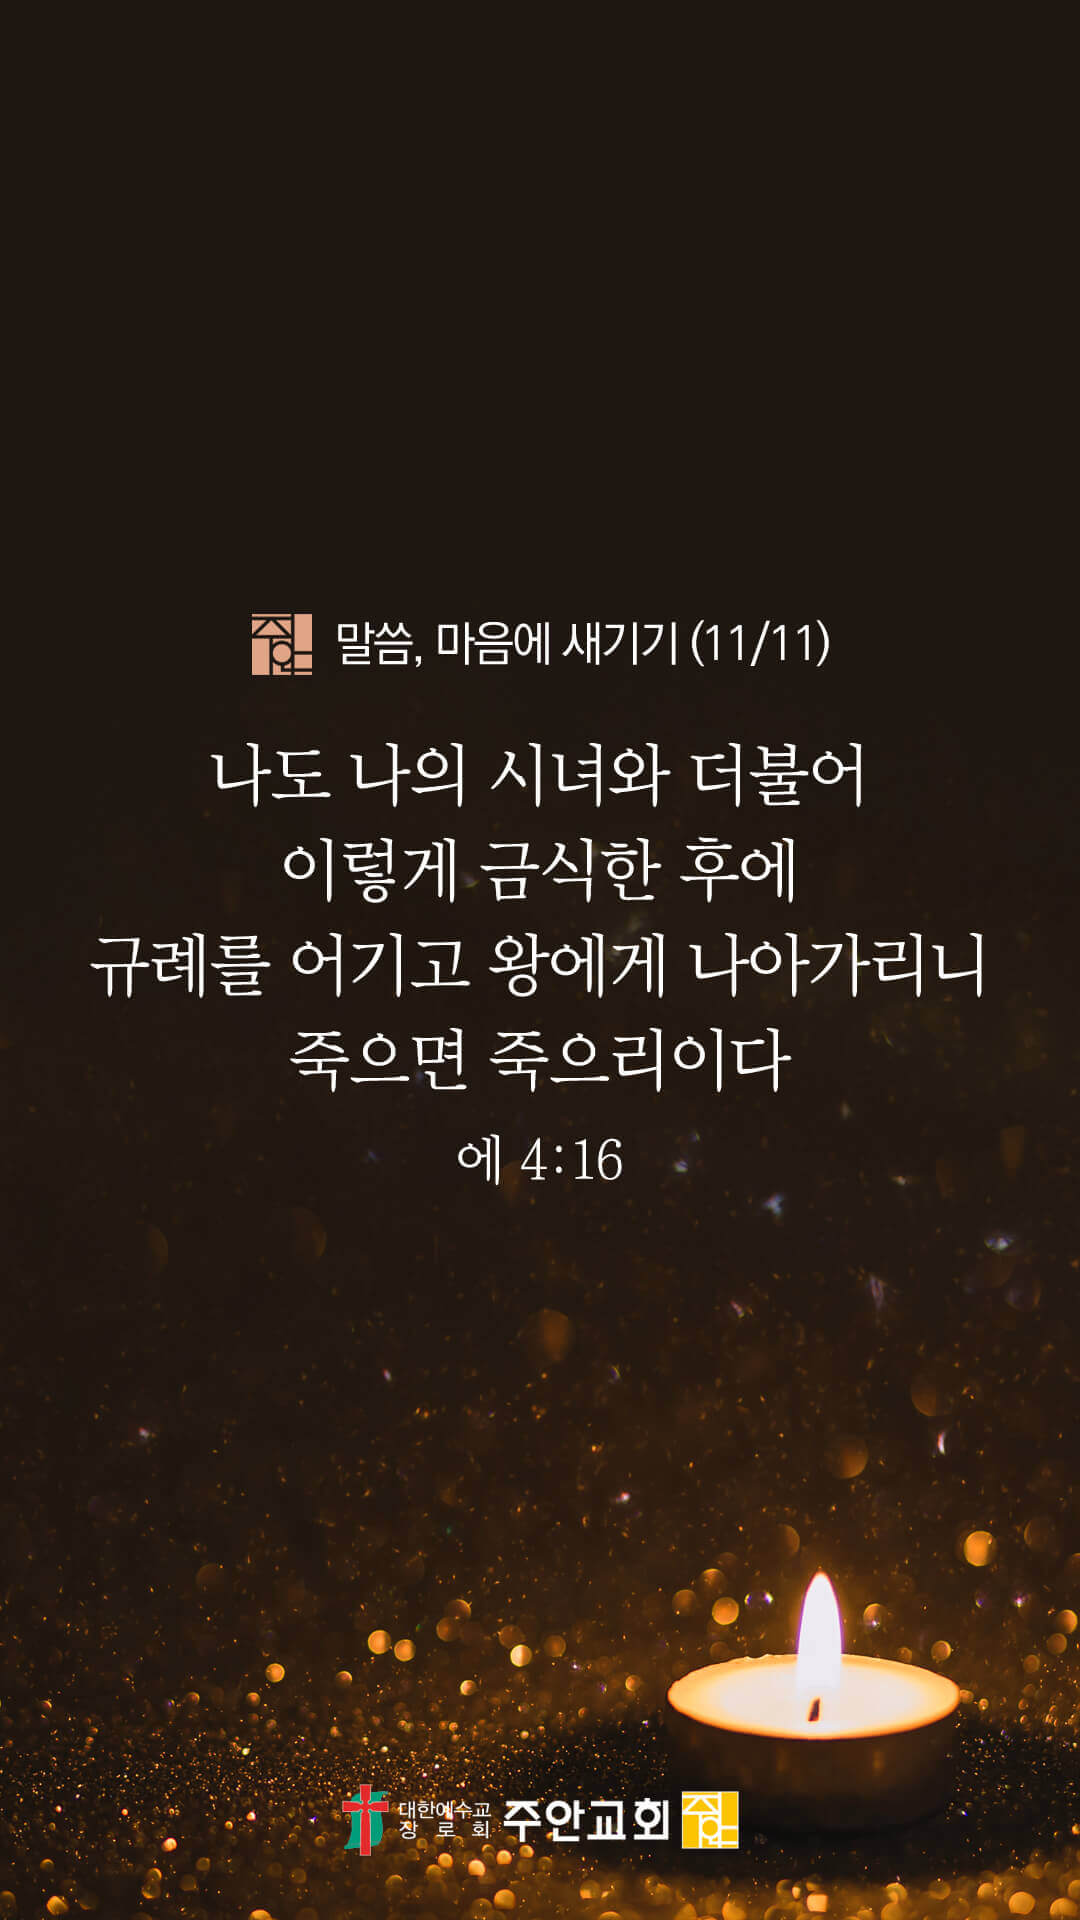 말씀, 마음에 새기기 (11/11)
나도 나의 시녀와 더불어
이렇게 금식한 후에
규례를 어기고 왕에게 나아가리니
죽으면 죽으리이다
에 4:16
대한예수교
장로회
주안교회